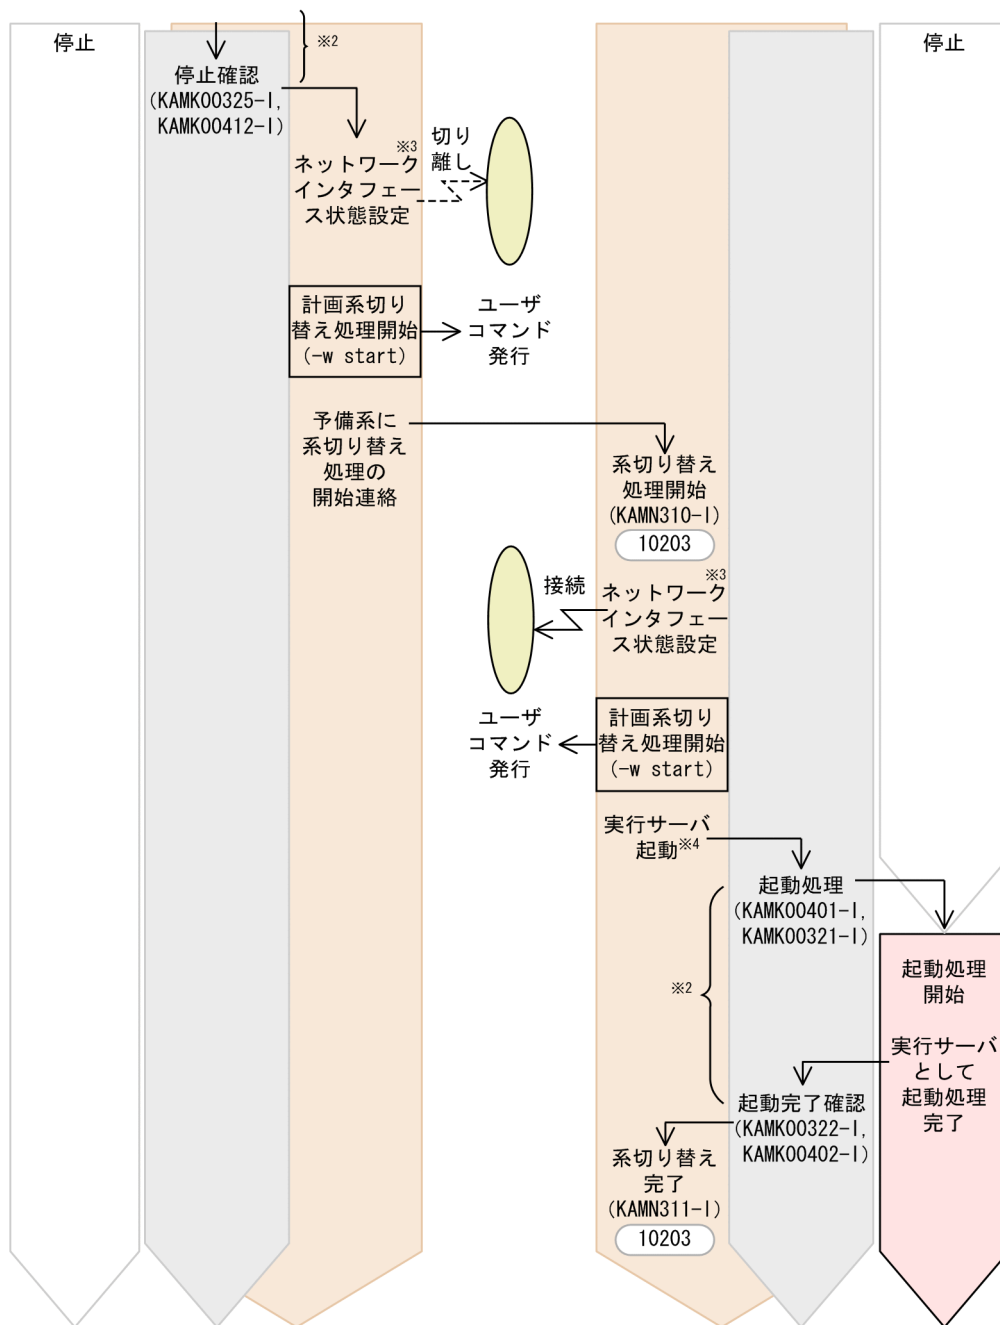 停止
※2
停止確認
(KAMK00325-I,
KAMK00412-I)
※3
ネットワーク
インタフェー
ス状態設定
切り
離し
計画系切り
替え処理開始
(-w start)
ユーザ
コマンド
発行
予備系に
系切り替え
処理の
開始連絡
停止
系切り替え
処理開始
(KAMN310-I)
10203
接続
※3
ネットワーク
インタフェー
ス状態設定
計画系切り
替え処理開始
(-w start)
ユーザ
コマンド
発行
実行サーバ
起動※4
起動処理
(KAMK00401-I,
KAMK00321-I)
※2
起動処理
開始
実行サーバ
として
起動処理
完了
起動完了確認
(KAMK00322-I,
KAMK00402-I)
系切り替え
完了
(KAMN311-I)
10203